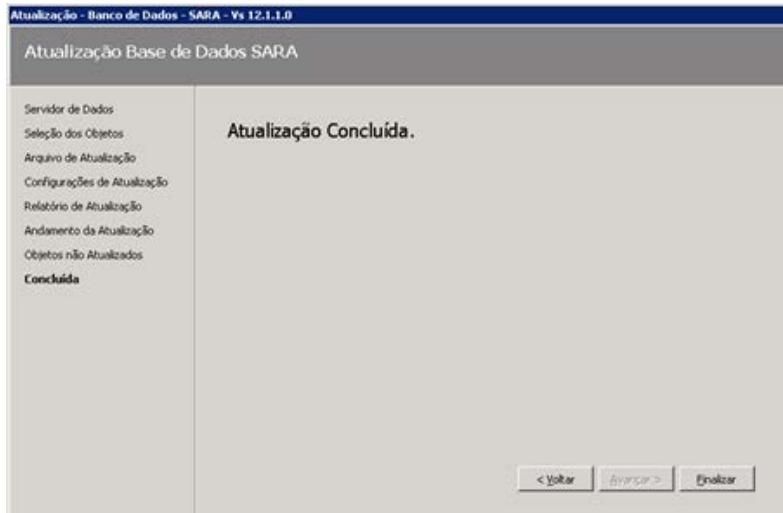 Atualização - Banco de Dados - SARA - Vs 12.1.1.0
Atualização Base de Dados SARA
Servidor de Dados
Seleção dos Objetos
Arquivo de Atualização
Configurações de Atualização
Relatório de Atualização
Andamento da Atualização
Objetos não Atualizados
Concluída
Atualização Concluída.
< Voltar Avançar > Finalizar